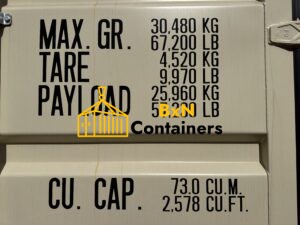 MAX. GR. 30,480 KG
67,200 LB
TARE 4,520 KG
9,970 LB
PAYLOAD 25,960 KG
LB
BxN
Containers
CU. CAP. 73.0 CU.M.
2,578 CU.FT.